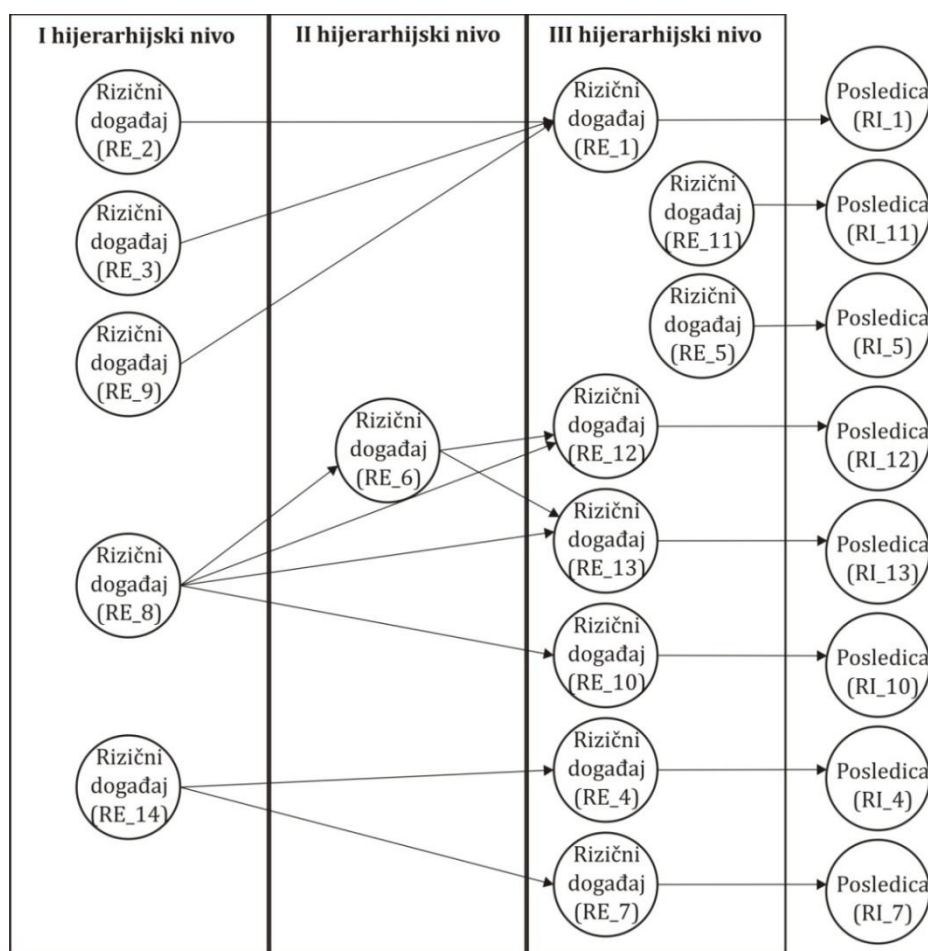 I hijerarhijski nivo
II hijerarhijski nivo
III hijerarhijski nivo
Rizični
događaj
(RE_2)
Rizični
događaj
(RE_3)
Rizični
događaj
(RE_9)
Rizični
događaj
(RE_8)
Rizični
događaj
(RE_14)
Rizični
događaj
(RE_6)
Rizični
događaj
(RE_1)
Rizični
događaj
(RE_11)
Rizični
događaj
(RE_5)
Rizični
događaj
(RE_12)
Rizični
događaj
(RE_13)
Rizični
događaj
(RE_10)
Rizični
događaj
(RE_4)
Rizični
događaj
(RE_7)
Posledica
(RI_1)
Posledica
(RI_11)
Posledica
(RI_5)
Posledica
(RI_12)
Posledica
(RI_13)
Posledica
(RI_10)
Posledica
(RI_4)
Posledica
(RI_7)